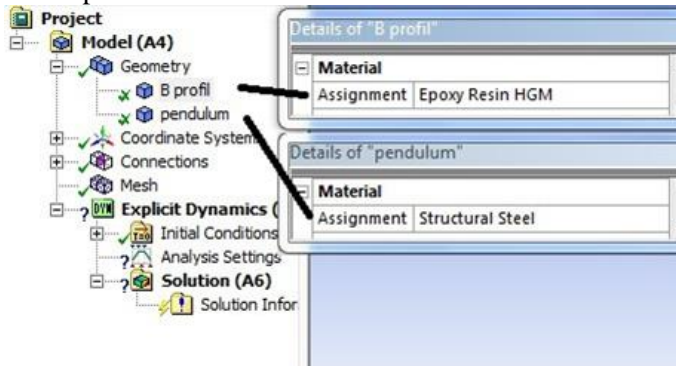 Project
Model (A4)
Geometry
B profil
pendulum
Coordinate System
Connections
Mesh
Explicit Dynamics (
T=0 Initial Conditions
Analysis Settings
Solution (A6)
Solution Infor
Details of "B profil"
Material
Assignment Epoxy Resin HGM
Details of "pendulum"
Material
Assignment Structural Steel